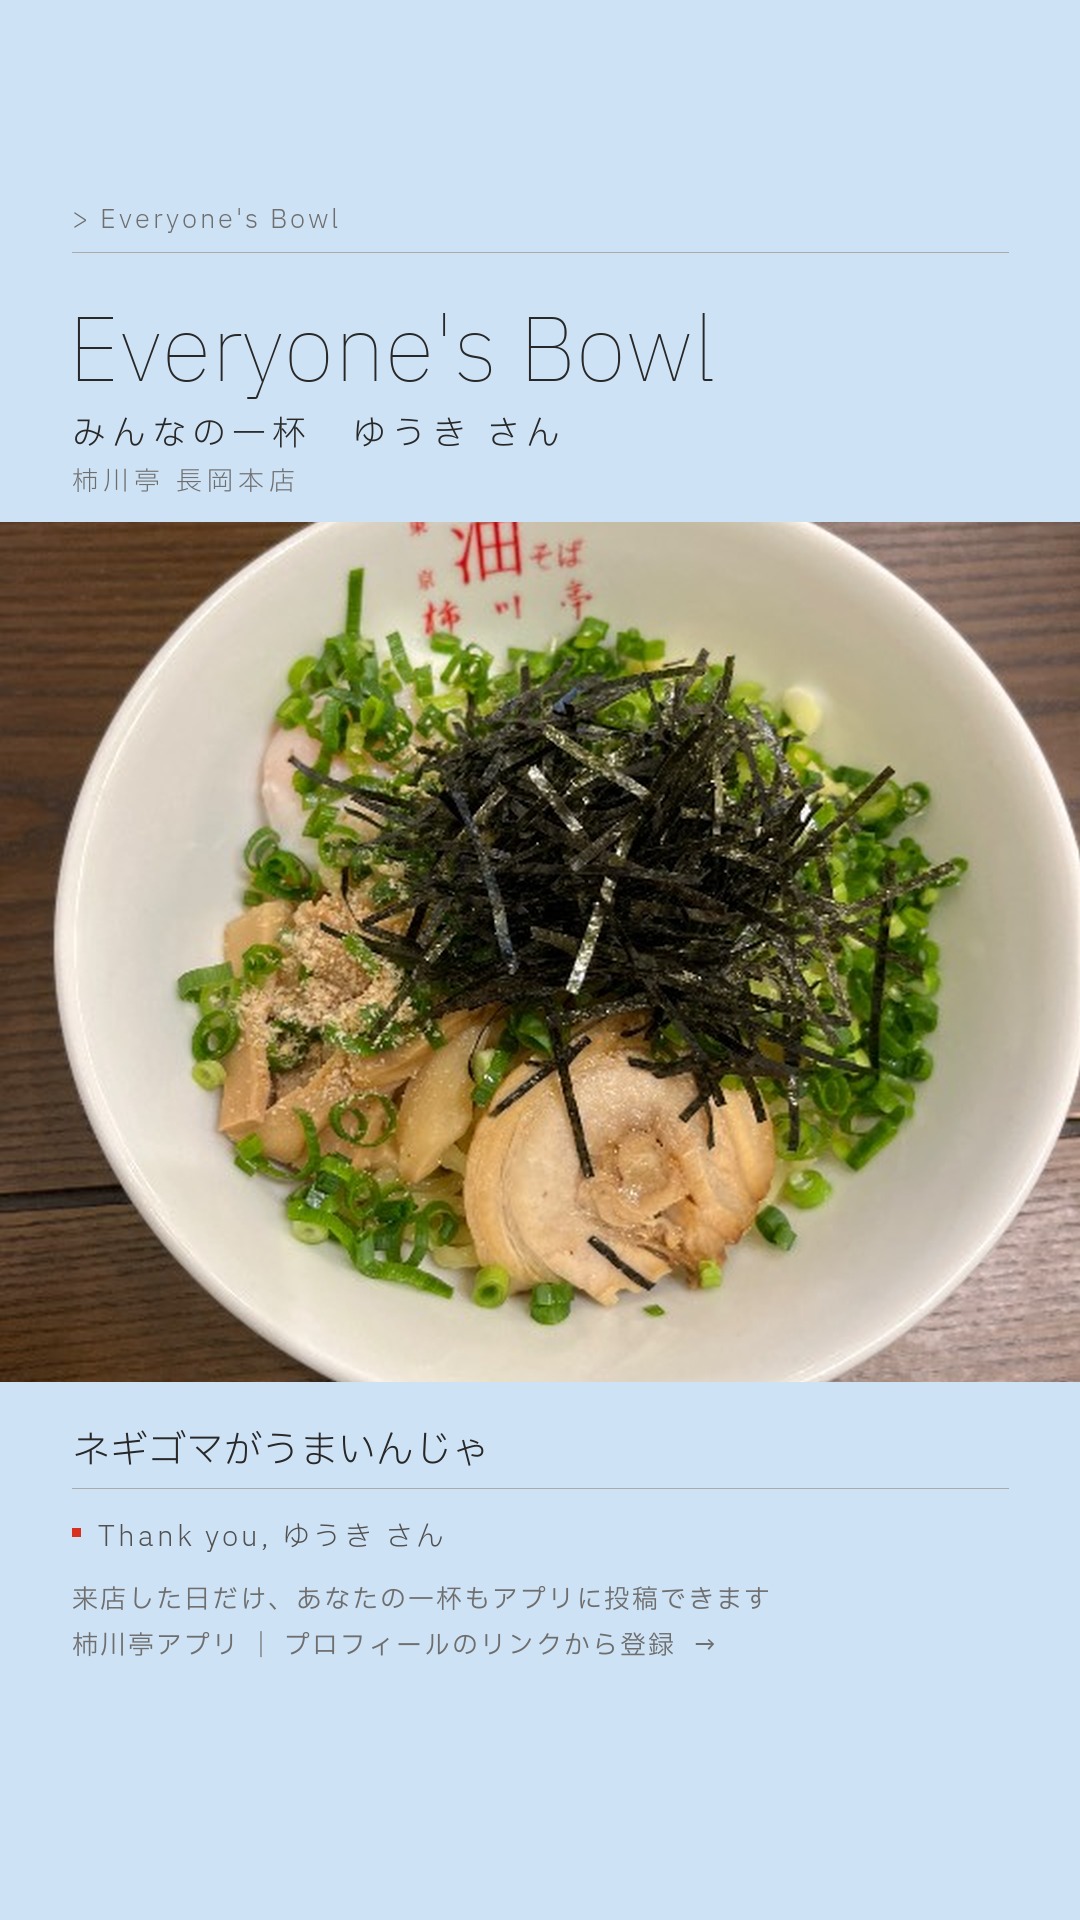 > Everyone's Bowl
Everyone's Bowl
みんなの一杯　ゆうき さん
柿川亭 長岡本店
東京 油そば
柿川亭
ネギゴマがうまいんじゃ
Thank you, ゆうき さん
来店した日だけ、あなたの一杯もアプリに投稿できます
柿川亭アプリ ｜ プロフィールのリンクから登録 →